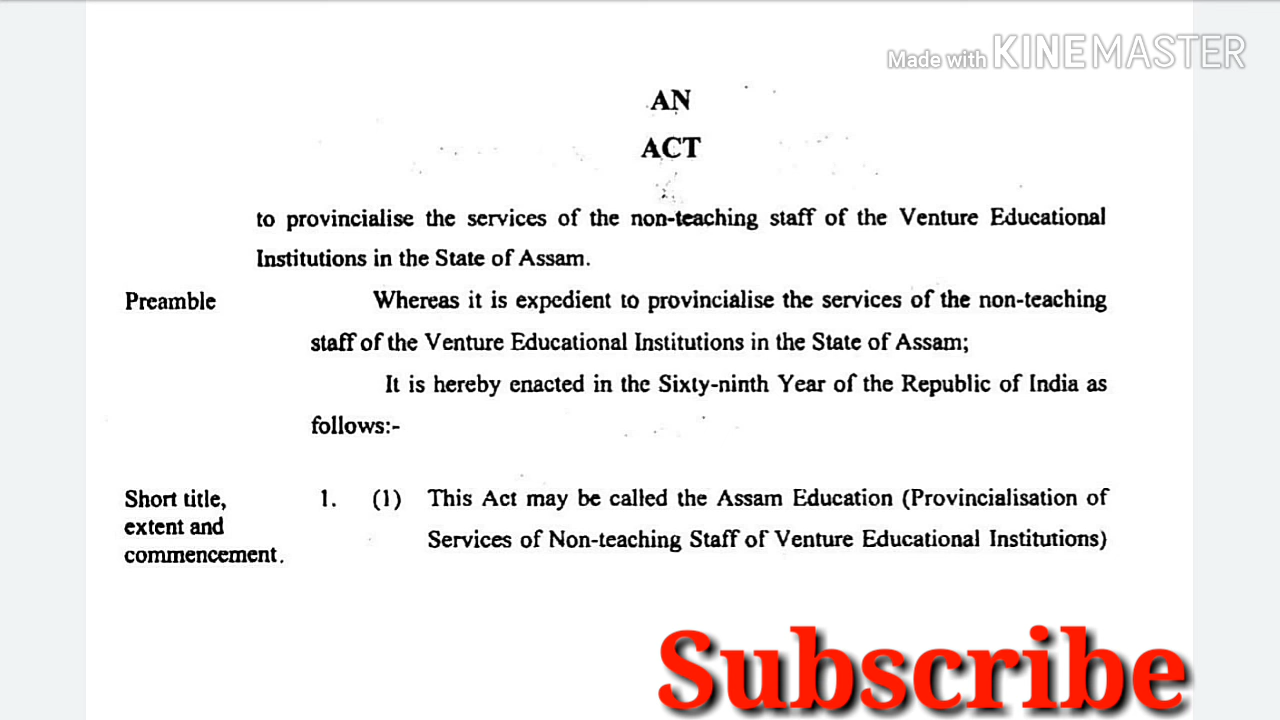 Made with KINEMASTER
AN
ACT
to provincialise the services of the non-teaching staff of the Venture Educational
Institutions in the State of Assam.
Preamble
Whereas it is expedient to provincialise the services of the non-teaching
staff of the Venture Educational Institutions in the State of Assam;
It is hereby enacted in the Sixty-ninth Year of the Republic of India as
follows:-
Short title,
extent and
commencement.
1. (1) This Act may be called the Assam Education (Provincialisation of
Services of Non-teaching Staff of Venture Educational Institutions)
Subscribe